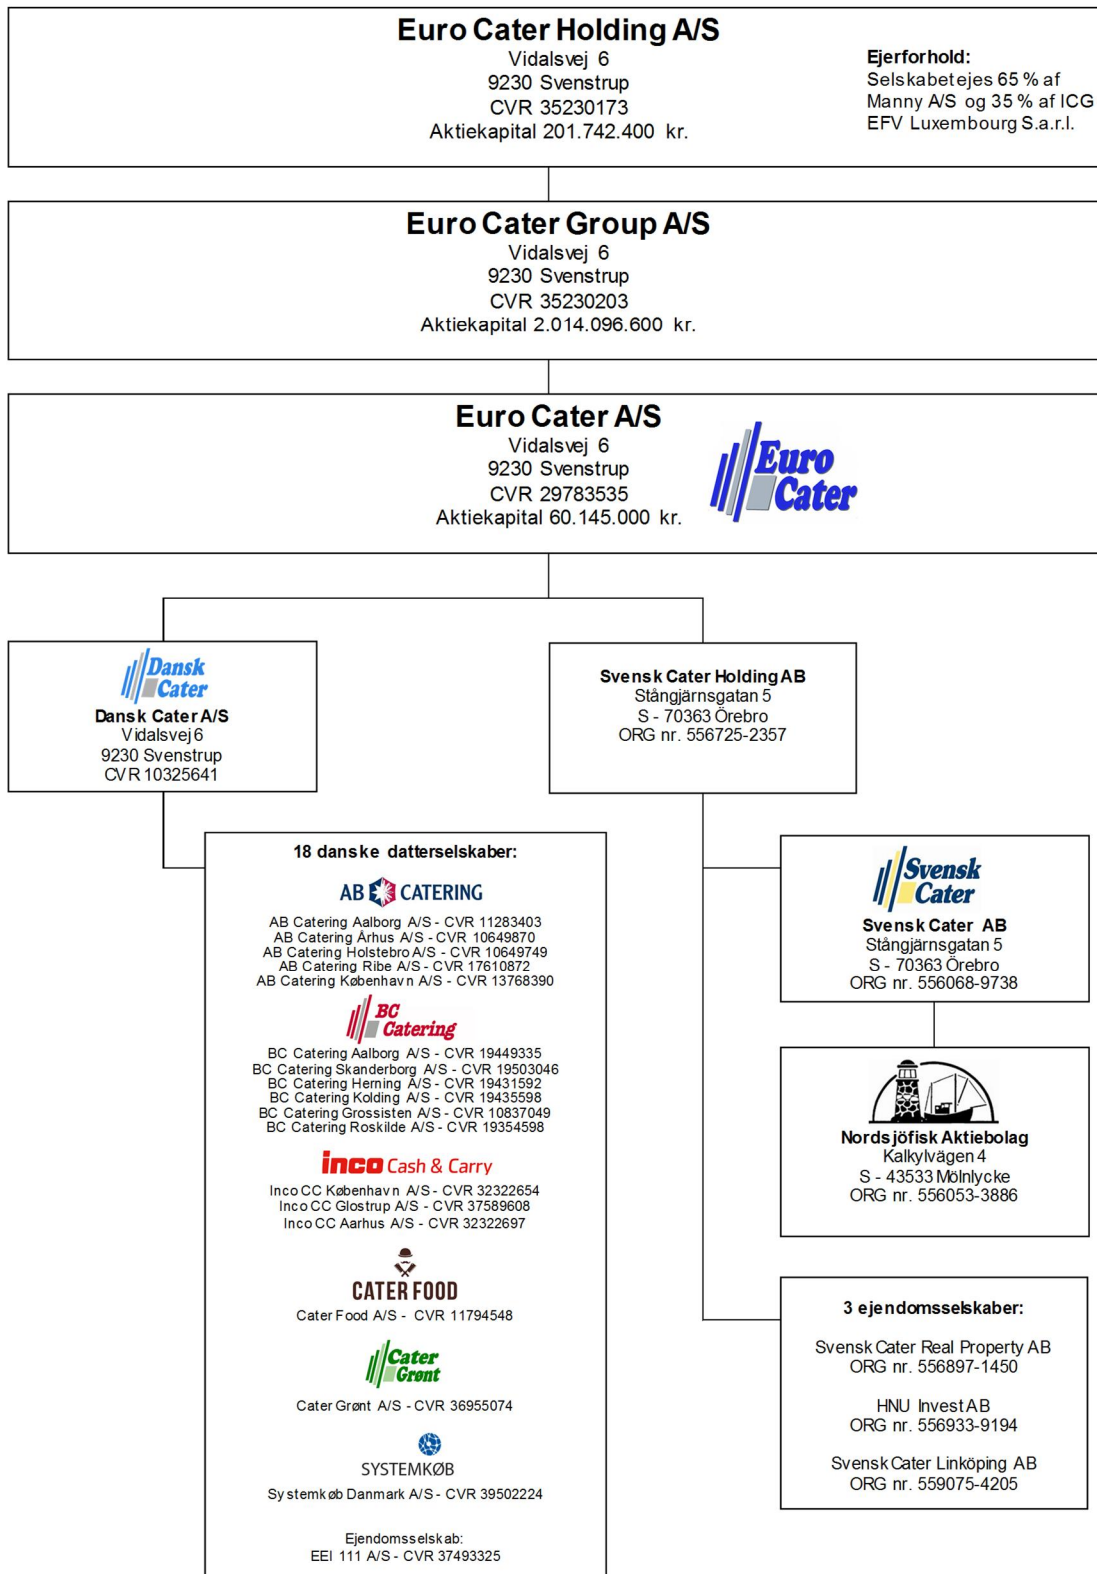 Euro Cater Holding A/S
Vidalsvej 6
9230 Svenstrup
CVR 35230173
Aktiekapital 201.742.400 kr.
Ejerforhold:
Selskabet ejes 65 % af
Manny A/S og 35 % af ICG
EFV Luxembourg S.a.r.l.
Euro Cater Group A/S
Vidalsvej 6
9230 Svenstrup
CVR 35230203
Aktiekapital 2.014.096.600 kr.
Euro Cater A/S
Vidalsvej 6
9230 Svenstrup
CVR 29783535
Aktiekapital 60.145.000 kr.
Euro
Cater
Dansk
Cater
Dansk Cater A/S
Vidalsvej 6
9230 Svenstrup
CVR 10325641
Svensk Cater Holding AB
Stångjärnsgatan 5
S - 70363 Örebro
ORG nr. 556725-2357
18 danske datterselskaber:
AB CATERING
AB Catering Aalborg A/S - CVR 11283403
AB Catering Århus A/S - CVR 10649870
AB Catering Holstebro A/S - CVR 10649749
AB Catering Ribe A/S - CVR 17610872
AB Catering København A/S - CVR 13768390
BC
Catering
BC Catering Aalborg A/S - CVR 19449335
BC Catering Skanderborg A/S - CVR 19503046
BC Catering Herning A/S - CVR 19431592
BC Catering Kolding A/S - CVR 19435598
BC Catering Grossisten A/S - CVR 10837049
BC Catering Roskilde A/S - CVR 19354598
inco Cash & Carry
Inco CC København A/S - CVR 32322654
Inco CC Glostrup A/S - CVR 37589608
Inco CC Aarhus A/S - CVR 32322697
CATER FOOD
Cater Food A/S - CVR 11794548
Cater
Grønt
Cater Grønt A/S - CVR 36955074
SYSTEMKØB
Systemkøb Danmark A/S - CVR 39502224
Ejendomsselskab:
EEI 111 A/S - CVR 37493325
Svensk
Cater
Svensk Cater AB
Stångjärnsgatan 5
S - 70363 Örebro
ORG nr. 556068-9738
Nordsjöfisk Aktiebolag
Kalkylvägen 4
S - 43533 Mölnlycke
ORG nr. 556053-3886
3 ejendomsselskaber:
Svensk Cater Real Property AB
ORG nr. 556897-1450
HNU Invest AB
ORG nr. 556933-9194
Svensk Cater Linköping AB
ORG nr. 559075-4205